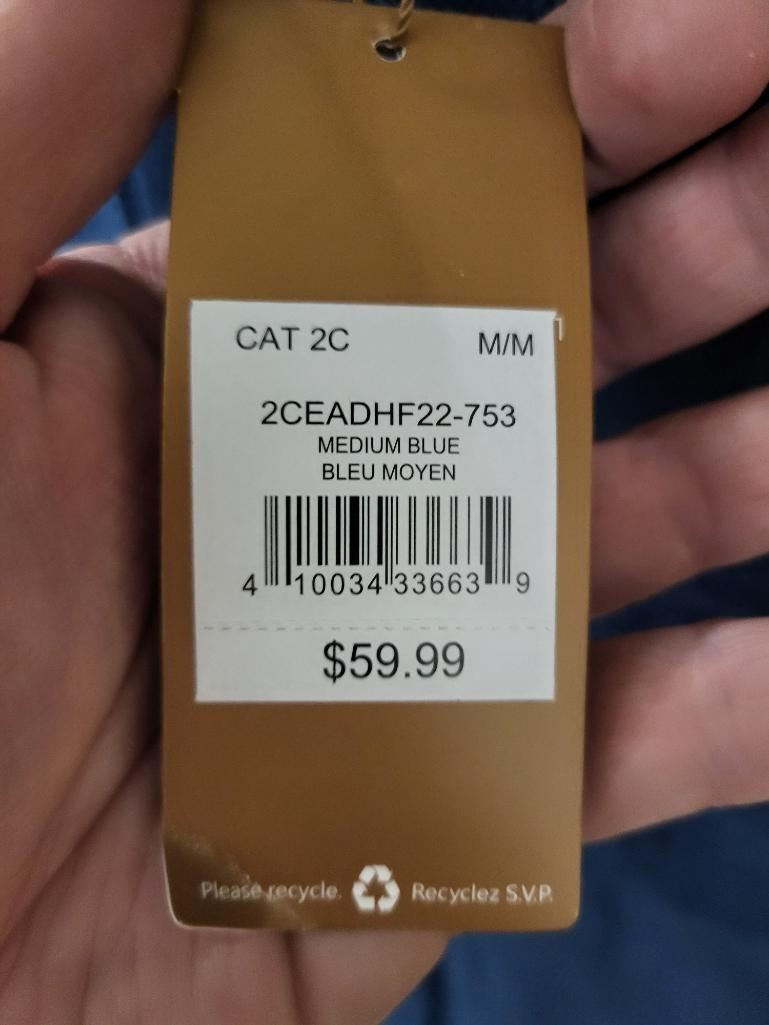 CAT 2C M/M
2CEADHF22-753
MEDIUM BLUE
BLEU MOYEN
4 10034 33663 9
$59.99
Please recycle. Recyclez S.V.P.